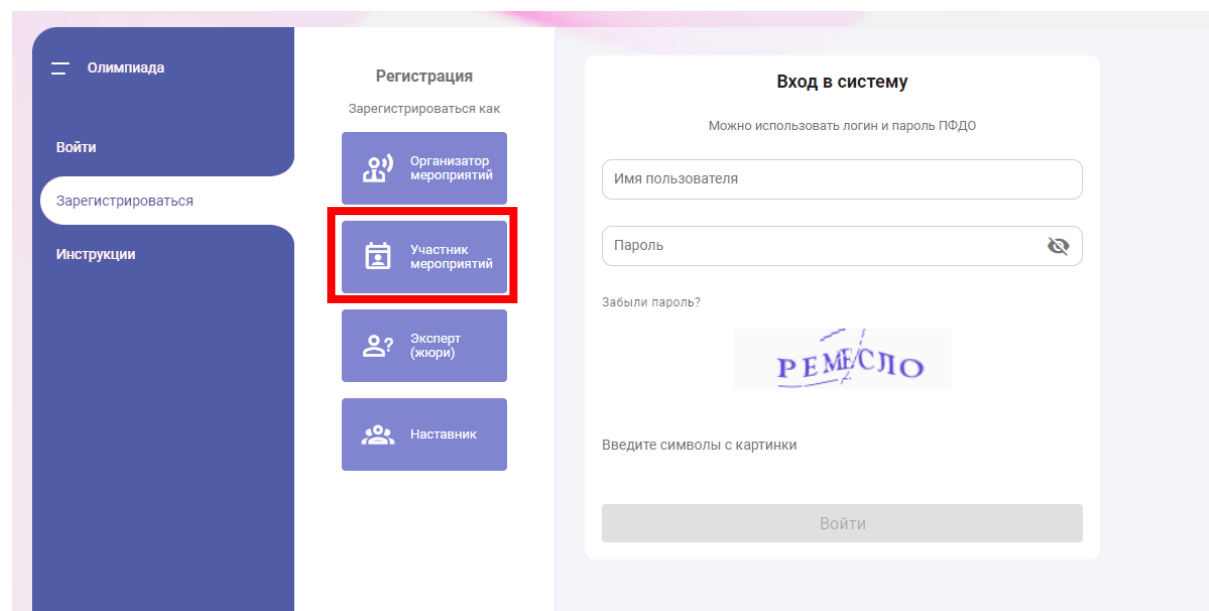 Олимпиада
Войти
Зарегистрироваться
Инструкции
Регистрация
Зарегистрироваться как
Организатор
мероприятий
Участник
мероприятий
Эксперт
(жюри)
Наставник
Вход в систему
Можно использовать логин и пароль ПФДО
Имя пользователя
Пароль
Забыли пароль?
РЕМЕСЛО
Введите символы с картинки
Войти